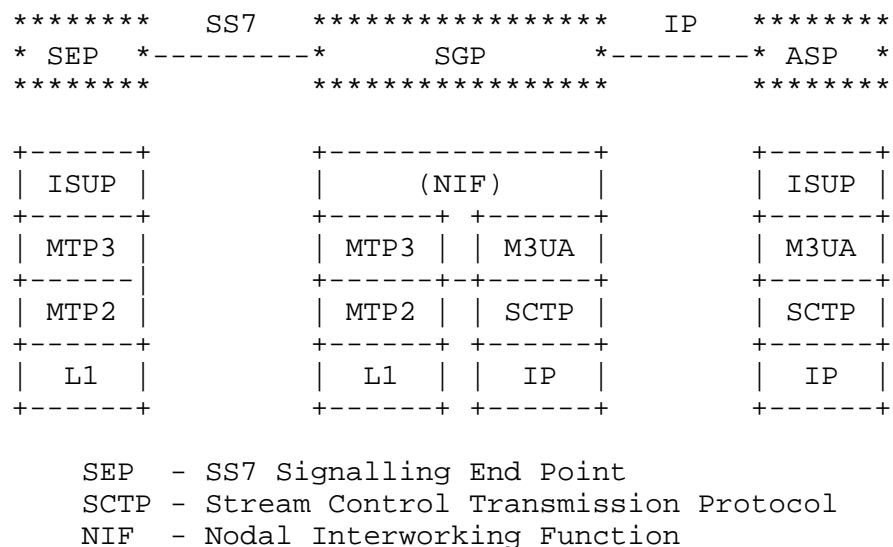 ********     SS7      *****************     IP     ********
* SEP  *---------*       SGP       *--------* ASP  *
********              *****************            ********
+------+         +---------------+         +------+
| ISUP |         |     (NIF)     |         | ISUP |
+------+         +------+ +------+         +------+
| MTP3 |         | MTP3 | | M3UA |         | M3UA |
+------|         +------+-+------+         +------+
| MTP2 |         | MTP2 | | SCTP |         | SCTP |
+------+         +------+ +------+         +------+
|  L1  |         |  L1  | |  IP  |         |  IP  |
+------+         +------+ +------+         +------+
SEP  - SS7 Signalling End Point
SCTP - Stream Control Transmission Protocol
NIF  - Nodal Interworking Function